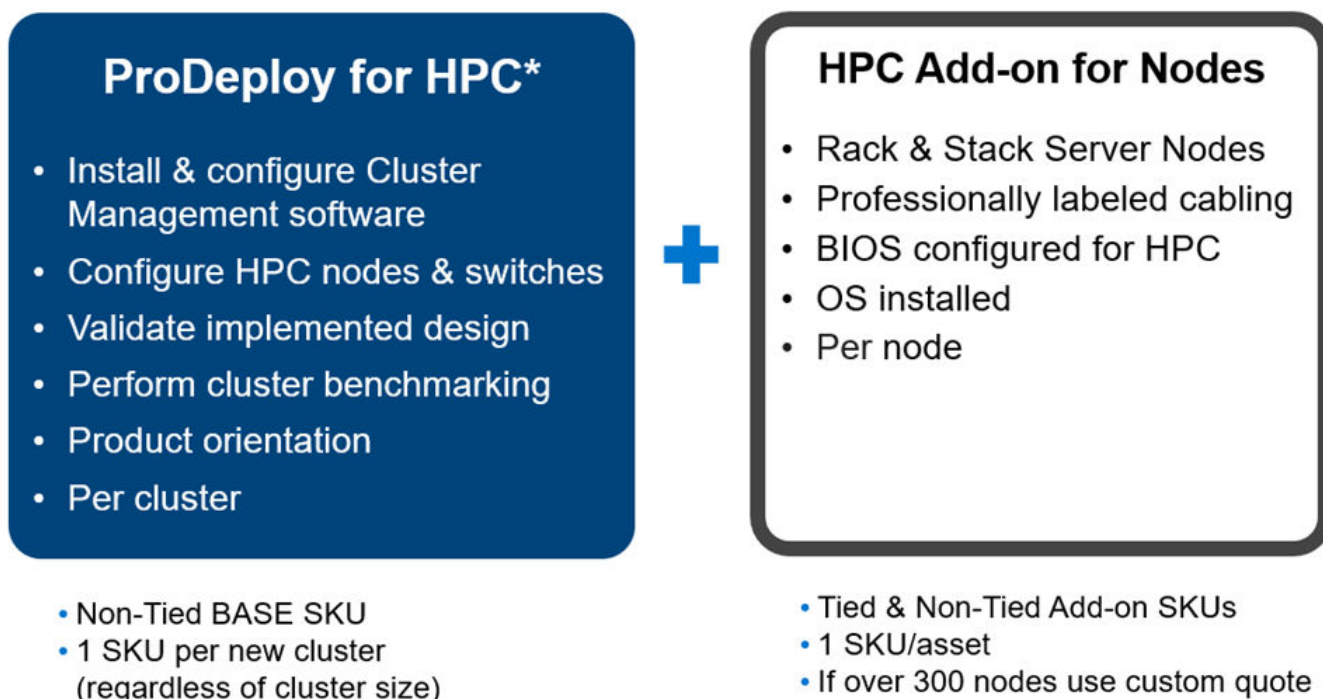 ProDeploy for HPC*
• Install & configure Cluster
Management software
• Configure HPC nodes & switches
• Validate implemented design
• Perform cluster benchmarking
• Product orientation
• Per cluster
• Non-Tied BASE SKU
• 1 SKU per new cluster
(regardless of cluster size)
HPC Add-on for Nodes
• Rack & Stack Server Nodes
• Professionally labeled cabling
• BIOS configured for HPC
• OS installed
• Per node
• Tied & Non-Tied Add-on SKUs
• 1 SKU/asset
• If over 300 nodes use custom quote